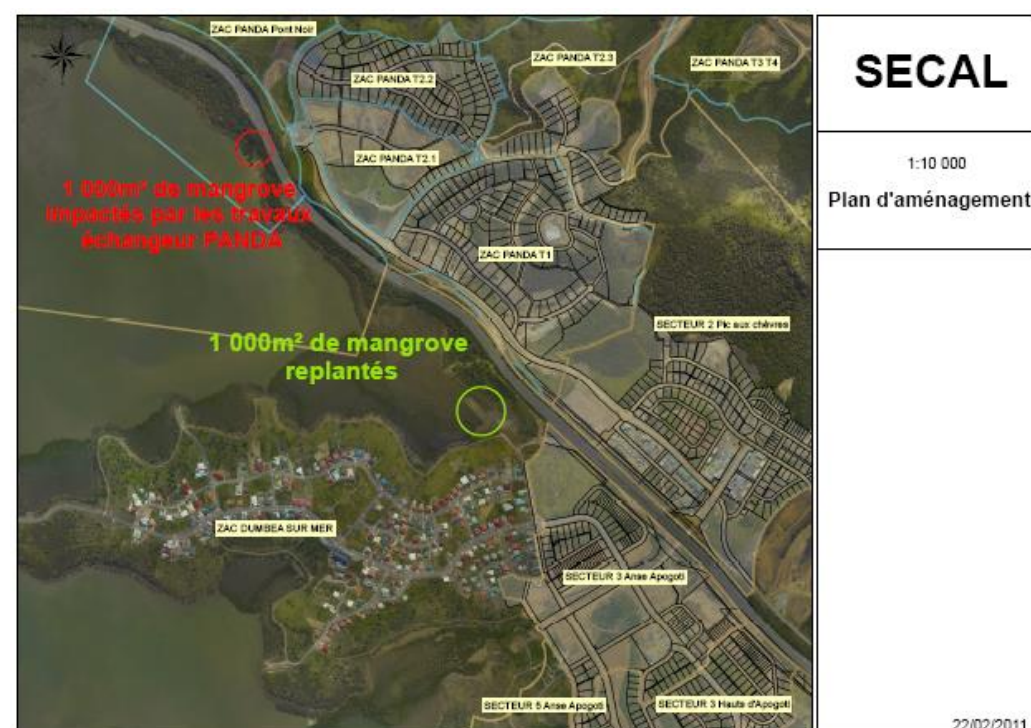 ZAC PANDA Pont Noir
ZAC PANDA T2.3
ZAC PANDA T3 T4
ZAC PANDA T2.2
ZAC PANDA T2.1
1 000m² de mangrove
impactés par les travaux
échangeur PANDA
ZAC PANDA T1
SECTEUR 2 Pic aux chèvres
1 000m² de mangrove
replantés
ZAC DUMBEA SUR MER
SECTEUR 3 Anse Apogoti
SECTEUR 5 Anse Apogoti
SECTEUR 3 Hauts d'Apogoti
SECAL
1:10 000
Plan d'aménagement
22/02/2011